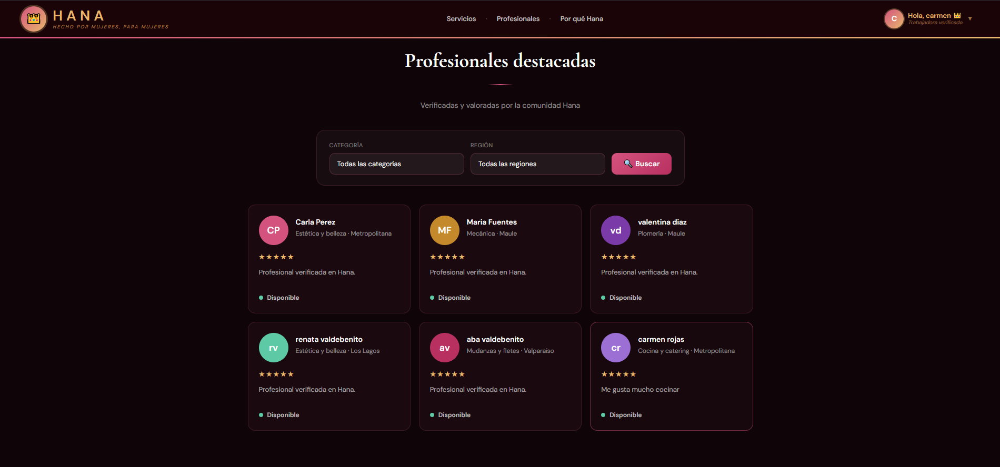 HANA
HECHO POR MUJERES, PARA MUJERES
Servicios · Profesionales · Por qué Hana
C
Hola, carmen 👑
Trabajadora verificada
▼
Profesionales destacadas
Verificadas y valoradas por la comunidad Hana
CATEGORÍA
Todas las categorías
REGIÓN
Todas las regiones
🔍 Buscar
CP
Carla Perez
Estética y belleza · Metropolitana
★★★★★
Profesional verificada en Hana.
Disponible
MF
Maria Fuentes
Mecánica · Maule
★★★★★
Profesional verificada en Hana.
Disponible
vd
valentina diaz
Plomería · Maule
★★★★★
Profesional verificada en Hana.
Disponible
rv
renata valdebenito
Estética y belleza · Los Lagos
★★★★★
Profesional verificada en Hana.
Disponible
av
aba valdebenito
Mudanzas y fletes · Valparaíso
★★★★★
Profesional verificada en Hana.
Disponible
cr
carmen rojas
Cocina y catering · Metropolitana
★★★★★
Me gusta mucho cocinar
Disponible